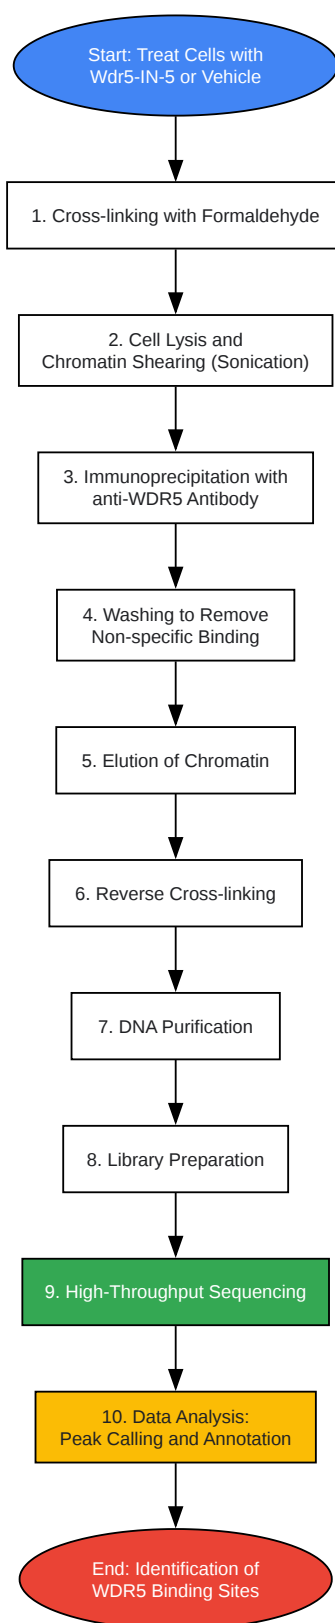 Start: Treat Cells with
Wdr5-IN-5 or Vehicle
1. Cross-linking with Formaldehyde
2. Cell Lysis and
Chromatin Shearing (Sonication)
3. Immunoprecipitation with
anti-WDR5 Antibody
4. Washing to Remove
Non-specific Binding
5. Elution of Chromatin
6. Reverse Cross-linking
7. DNA Purification
8. Library Preparation
9. High-Throughput Sequencing
10. Data Analysis:
Peak Calling and Annotation
End: Identification of
WDR5 Binding Sites